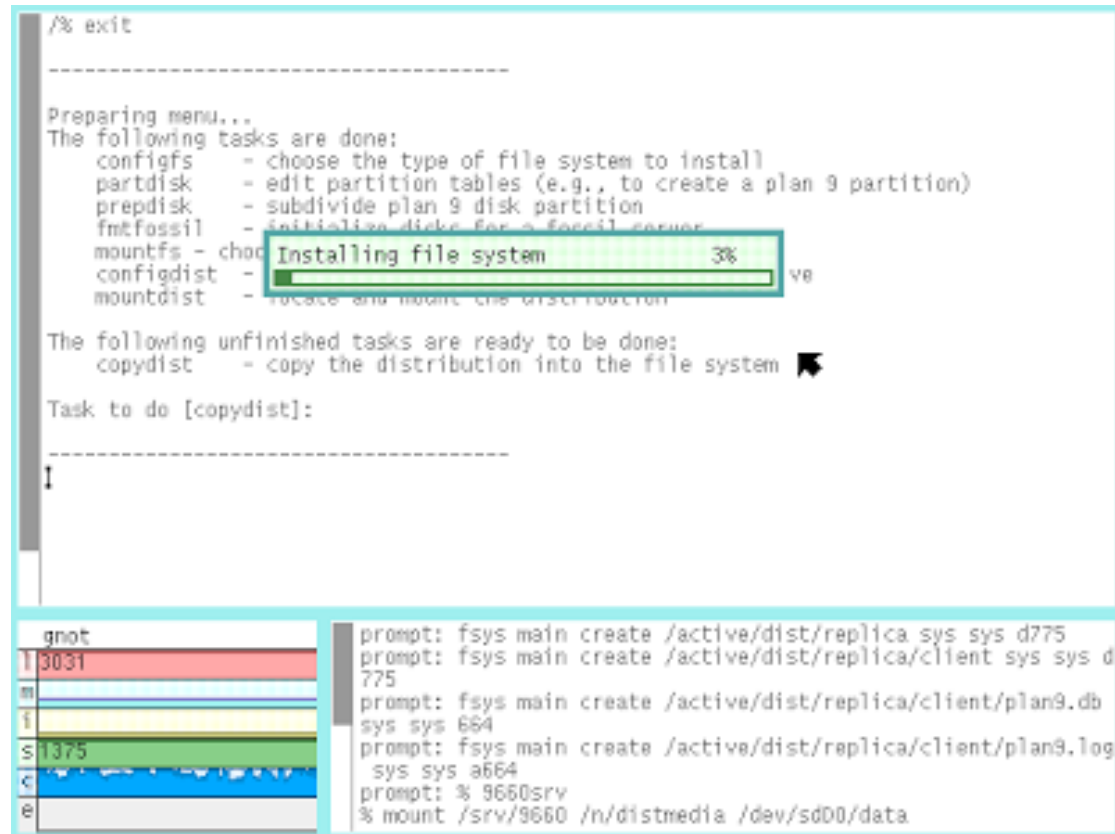 /% exit
---------------------------------------
Preparing menu...
The following tasks are done:
configfs - choose the type of file system to install
partdisk - edit partition tables (e.g., to create a plan 9 partition)
prepdisk - subdivide plan 9 disk partition
fmtfossil - initialize disks for a fossil server
mountfs - choo
configdist - ve
mountdist - locate and mount the distribution
Installing file system 3%
The following unfinished tasks are ready to be done:
copydist - copy the distribution into the file system
Task to do [copydist]:
---------------------------------------
gnot
l 3031
m
f
s 1375
c
e
prompt: fsys main create /active/dist/replica sys sys d775
prompt: fsys main create /active/dist/replica/client sys sys d
775
prompt: fsys main create /active/dist/replica/client/plan9.db
sys sys 664
prompt: fsys main create /active/dist/replica/client/plan9.log
sys sys a664
prompt: % 9660srv
% mount /srv/9660 /n/distmedia /dev/sdD0/data